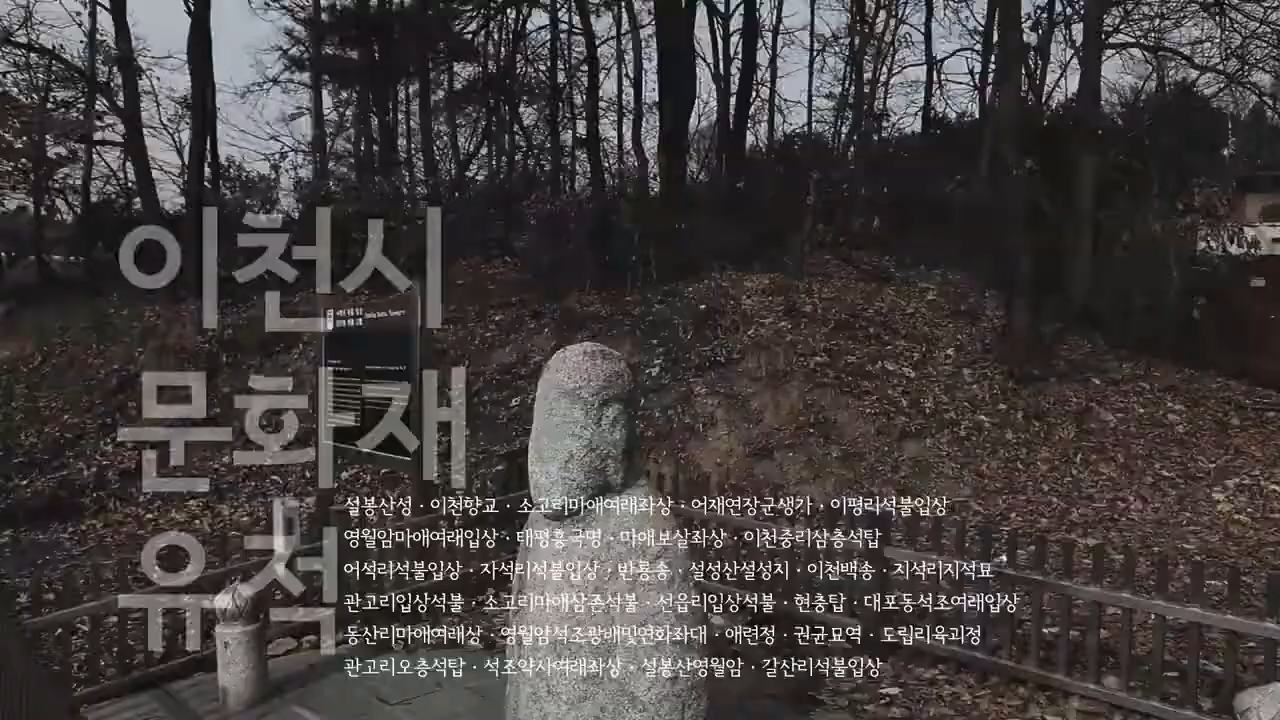 이천시
문화재
유적
설봉산성 · 이천향교 · 소고리마애여래좌상 · 어재연장군생가 · 이평리석불입상
영월암마애여래입상 · 태평흥국명 · 마애보살좌상 · 이천중리삼층석탑
어석리석불입상 · 자석리석불입상 · 반룡송 · 설성산설성지 · 이천백송 · 지석리지석묘
관고리입상석불 · 소고리마애삼존석불 · 선읍리입상석불 · 현충탑 · 대포동석조여래입상
동산리마애여래상 · 영월암석조광배및연화좌대 · 애련정 · 권균묘역 · 도립리육괴정
관고리오층석탑 · 석조약사여래좌상 · 설봉산영월암 · 갈산리석불입상